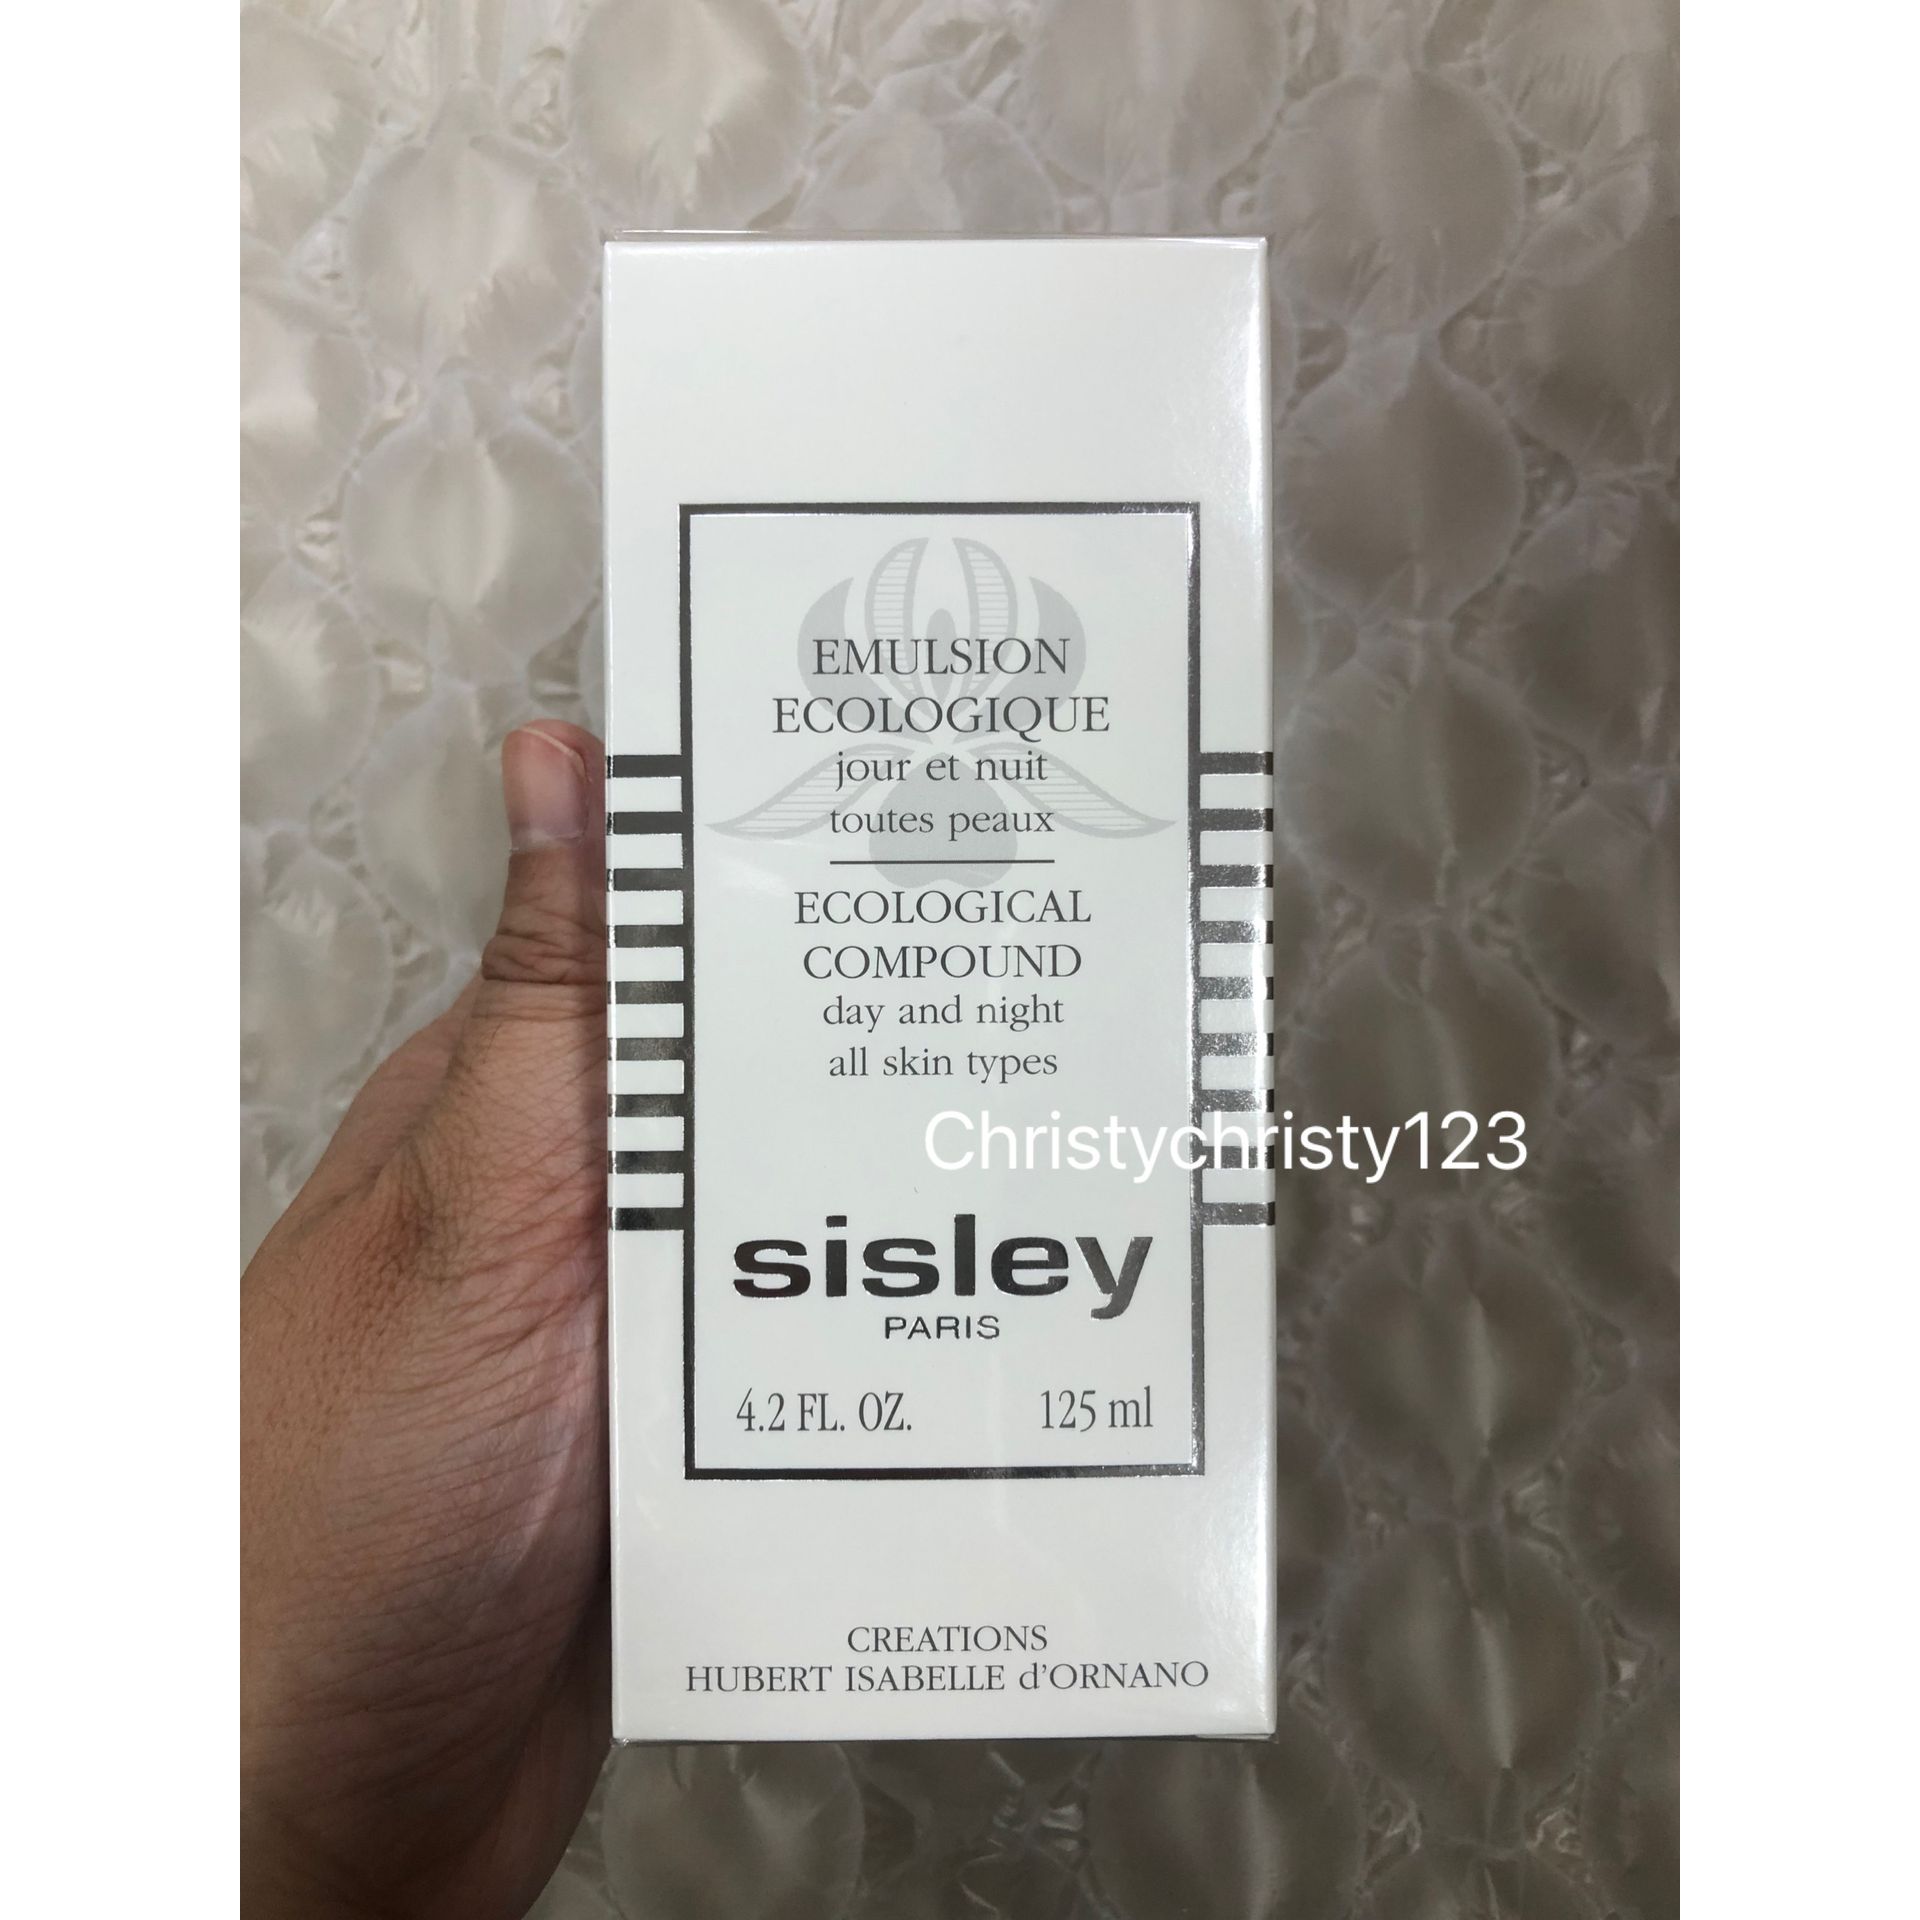 EMULSION
ECOLOGIQUE
jour et nuit
toutes peaux
ECOLOGICAL
COMPOUND
day and night
all skin types
Christychristy123
sisley
PARIS
4.2 FL. OZ. 125 ml
CREATIONS
HUBERT ISABELLE d'ORNANO